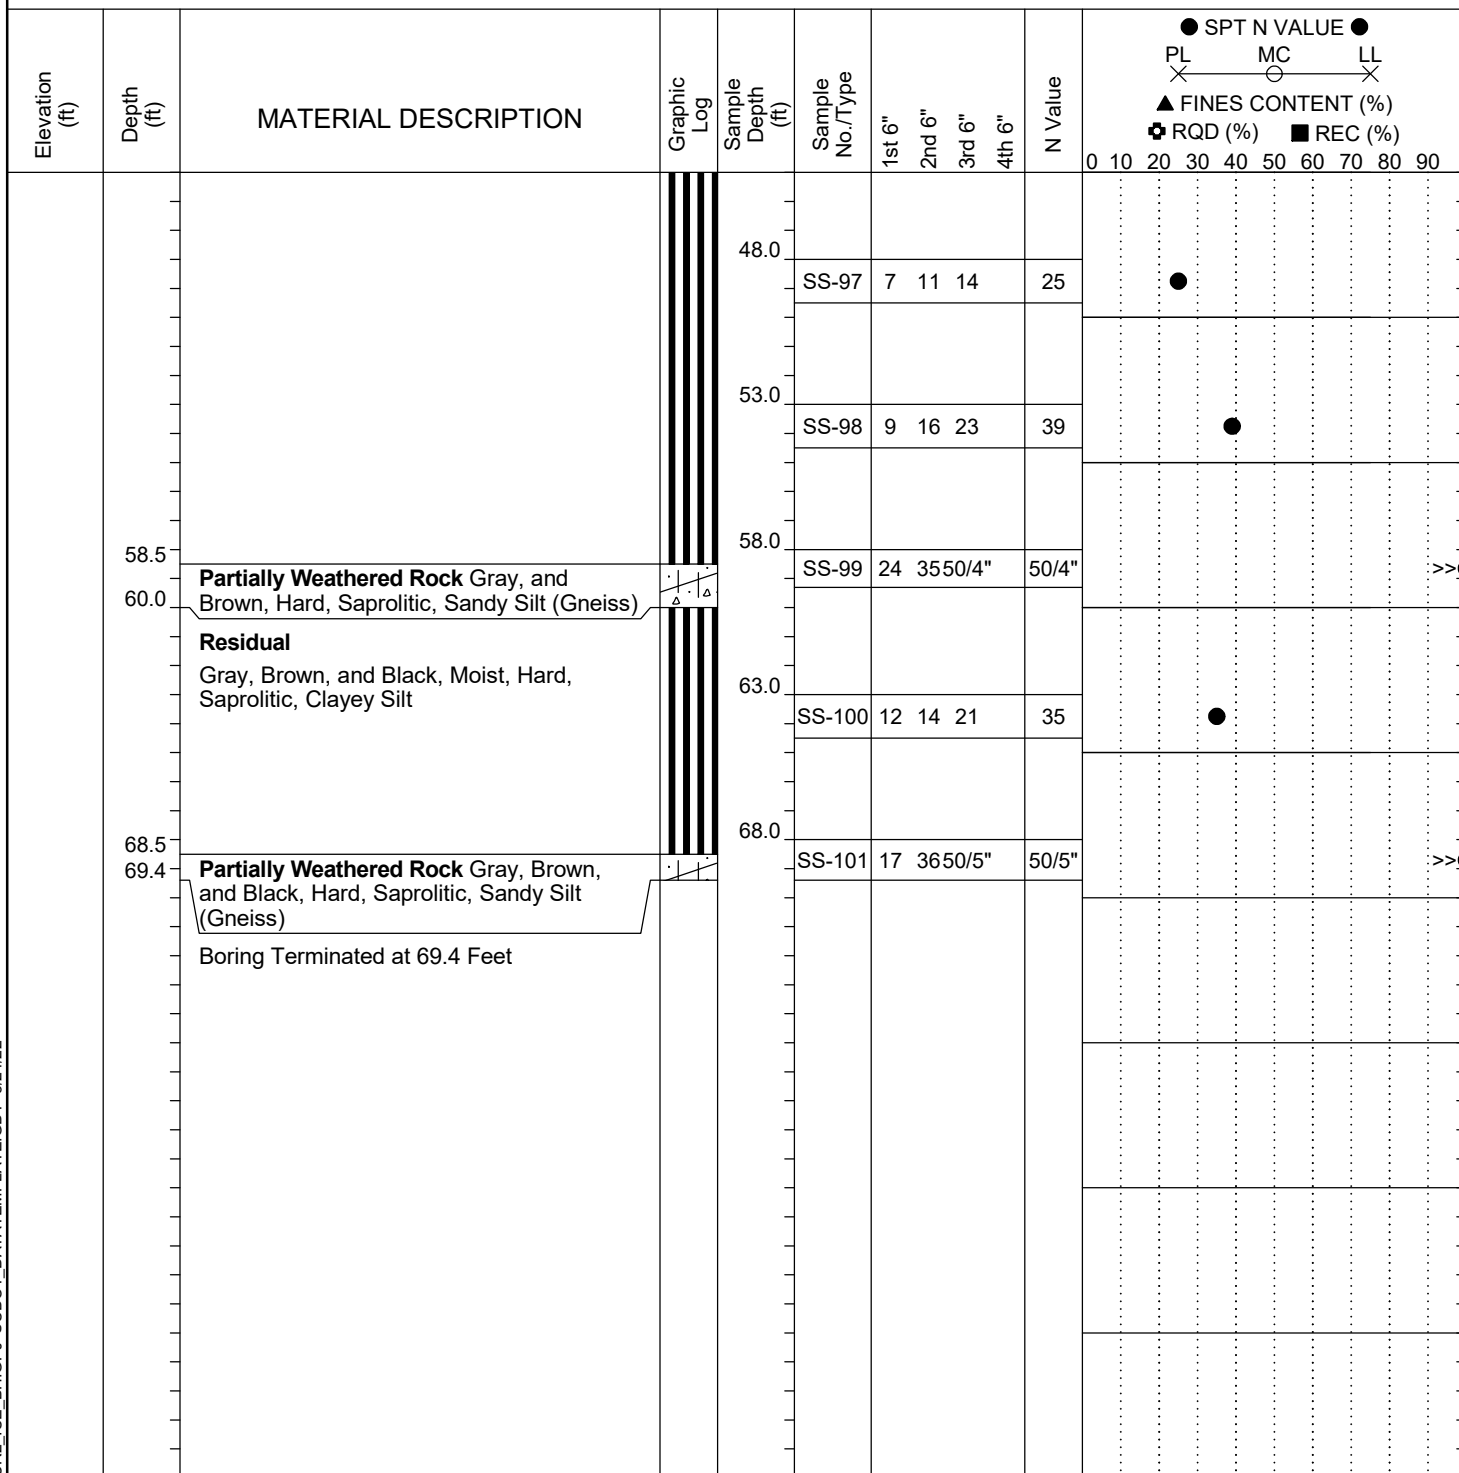 ● SPT N VALUE ●
PL MC LL
▲ FINES CONTENT (%)
RQD (%) ■ REC (%)
0 10 20 30 40 50 60 70 80 90
Elevation
(ft)
Depth
(ft)
MATERIAL DESCRIPTION
Graphic
Log
Sample
Depth
(ft)
Sample
No./Type
1st 6"
2nd 6"
3rd 6"
4th 6"
N Value
48.0
SS-97 7 11 14 25
53.0
SS-98 9 16 23 39
58.0
58.5
SS-99 24 35 50/4" 50/4" >>
Partially Weathered Rock Gray, and
60.0 Brown, Hard, Saprolitic, Sandy Silt (Gneiss)
Residual
Gray, Brown, and Black, Moist, Hard,
Saprolitic, Clayey Silt
63.0
SS-100 12 14 21 35
68.0
68.5
SS-101 17 36 50/5" 50/5" >>
69.4 Partially Weathered Rock Gray, Brown,
and Black, Hard, Saprolitic, Sandy Silt
(Gneiss)
Boring Terminated at 69.4 Feet